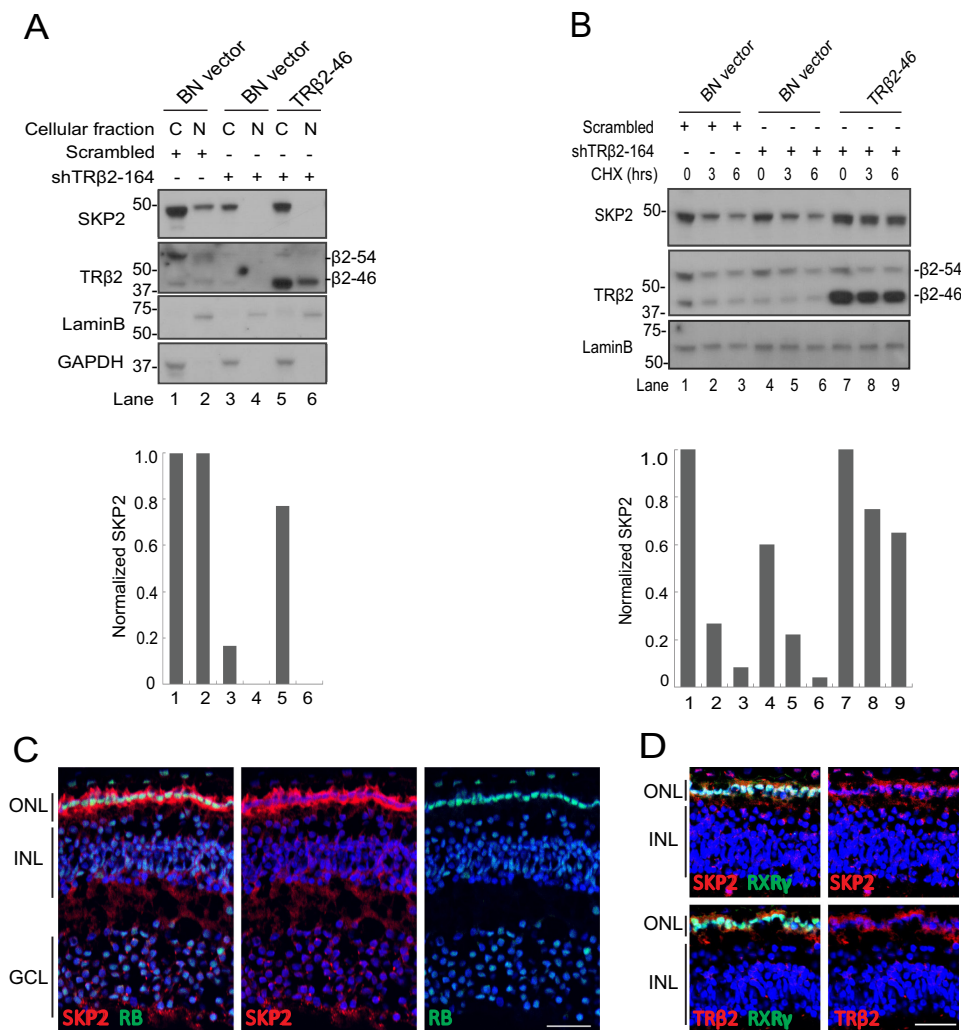 A
BN vector BN vector TRβ2-46
Cellular fraction C N C N C N
Scrambled + + - - - -
shTRβ2-164 - - + + + +
SKP2 50-
TRβ2 50- 37- -β2-54 -β2-46
LaminB 75- 50-
GAPDH 37-
Lane 1 2 3 4 5 6
Normalized SKP2
1.0
0.8
0.6
0.4
0.2
0
1 2 3 4 5 6
B
BN vector BN vector TRβ2-46
Scrambled + + + - - - - - -
shTRβ2-164 - - - + + + + + +
CHX (hrs) 0 3 6 0 3 6 0 3 6
SKP2 50-
TRβ2 50- 37- -β2-54 -β2-46
LaminB 75- 50-
Lane 1 2 3 4 5 6 7 8 9
Normalized SKP2
1.0
0.8
0.6
0.4
0.2
0
1 2 3 4 5 6 7 8 9
C
ONL
INL
GCL
SKP2 RB
SKP2
RB
D
ONL
INL
SKP2 RXRγ
SKP2
ONL
INL
TRβ2 RXRγ
TRβ2